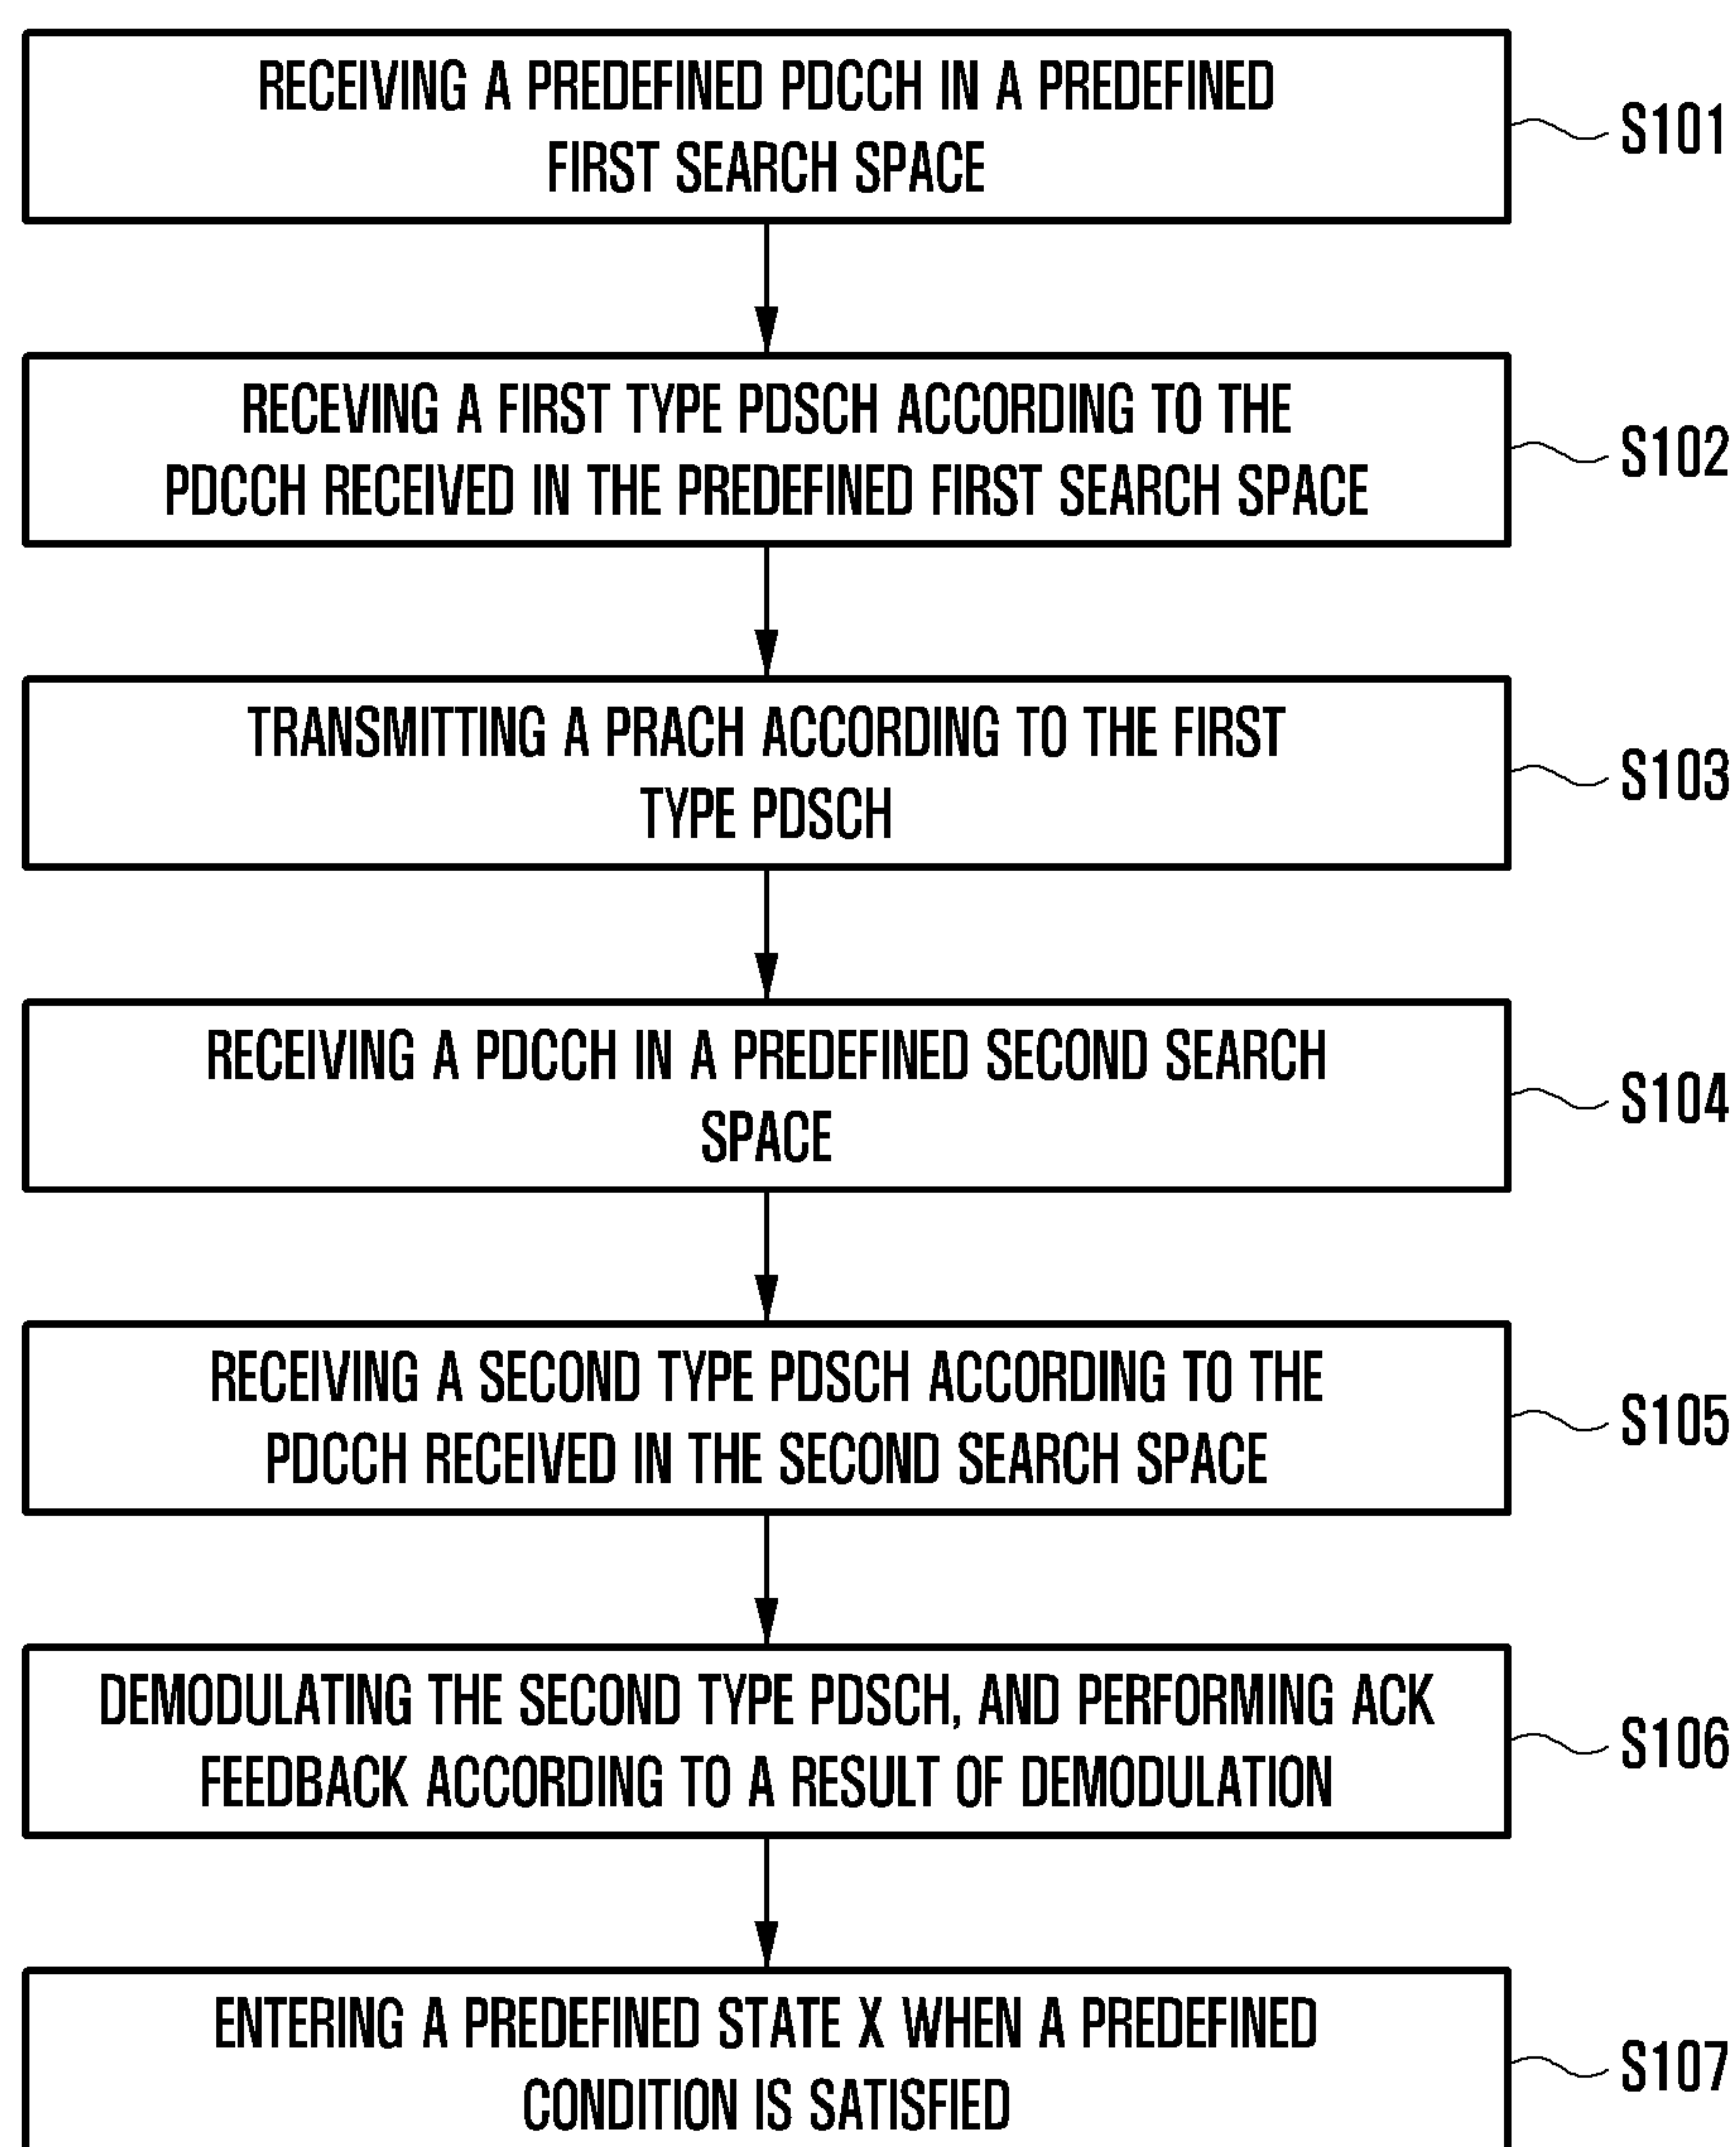 RECEIVING A PREDEFINED PDCCH IN A PREDEFINED
FIRST SEARCH SPACE
S101
RECEVING A FIRST TYPE PDSCH ACCORDING TO THE
PDCCH RECEIVED IN THE PREDEFINED FIRST SEARCH SPACE
S102
TRANSMITTING A PRACH ACCORDING TO THE FIRST
TYPE PDSCH
S103
RECEIVING A PDCCH IN A PREDEFINED SECOND SEARCH
SPACE
S104
RECEIVING A SECOND TYPE PDSCH ACCORDING TO THE
PDCCH RECEIVED IN THE SECOND SEARCH SPACE
S105
DEMODULATING THE SECOND TYPE PDSCH, AND PERFORMING ACK
FEEDBACK ACCORDING TO A RESULT OF DEMODULATION
S106
ENTERING A PREDEFINED STATE X WHEN A PREDEFINED
CONDITION IS SATISFIED
S107